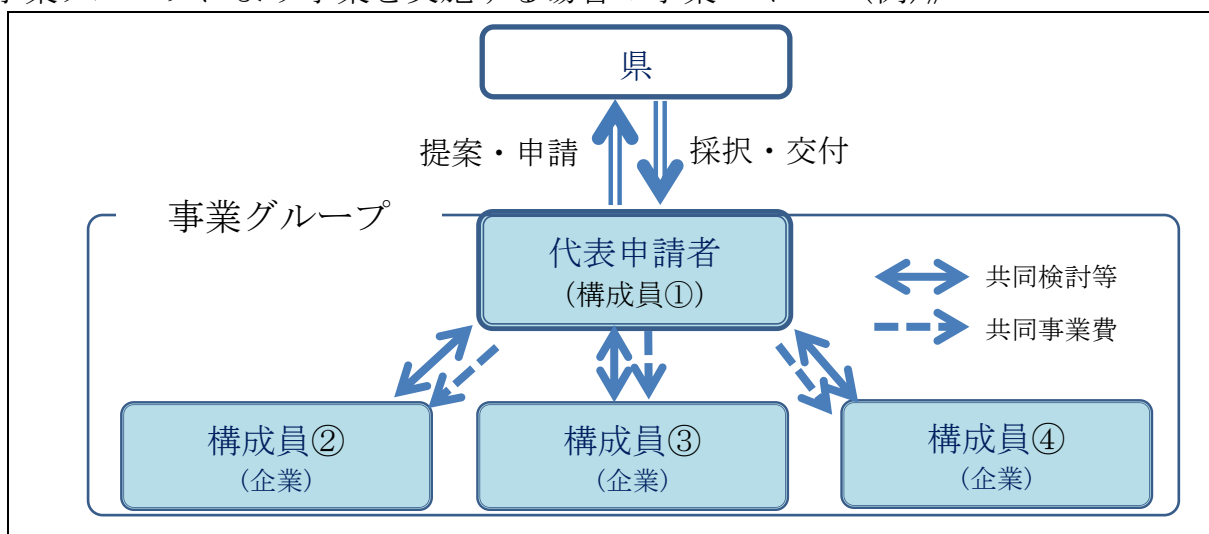 県
提案・申請
採択・交付
事業グループ
代表申請者
（構成員①）
共同検討等
共同事業費
構成員②
（企業）
構成員③
（企業）
構成員④
（企業）